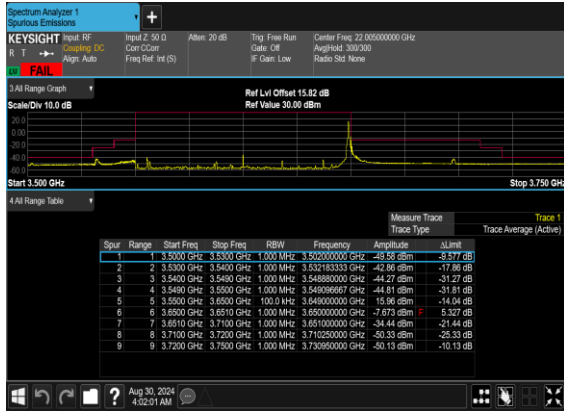 Spectrum Analyzer 1
Spurious Emissions
KEYSIGHT
R T
LU FAIL
Input: RF
Coupling: DC
Align: Auto
Input Z: 50 Ω
Corr CCorr
Freq Ref: Int (S)
Atten: 20 dB
Trig: Free Run
Gate: Off
IF Gain: Low
Center Freq: 22.005000000 GHz
Avg|Hold: 300/300
Radio Std: None
3 All Range Graph
Scale/Div 10.0 dB
Ref Lvl Offset 15.82 dB
Ref Value 30.00 dBm
20.0
0.00
-20.0
-40.0
-60.0
Start 3.500 GHz
Stop 3.750 GHz
4 All Range Table
Measure Trace Trace 1
Trace Type Trace Average (Active)
Spur Range Start Freq Stop Freq RBW Frequency Amplitude ΔLimit
1 1 3.5000 GHz 3.5300 GHz 1.000 MHz 3.502000000 GHz -49.58 dBm -9.577 dB
2 2 3.5300 GHz 3.5400 GHz 1.000 MHz 3.532183333 GHz -42.86 dBm -17.86 dB
3 3 3.5400 GHz 3.5490 GHz 1.000 MHz 3.548880000 GHz -44.27 dBm -31.27 dB
4 4 3.5490 GHz 3.5500 GHz 1.000 MHz 3.549096667 GHz -44.81 dBm -31.81 dB
5 5 3.5500 GHz 3.6500 GHz 100.0 kHz 3.649000000 GHz 15.96 dBm -14.04 dB
6 6 3.6500 GHz 3.6510 GHz 1.000 MHz 3.650000000 GHz -7.673 dBm F 5.327 dB
7 7 3.6510 GHz 3.7100 GHz 1.000 MHz 3.651000000 GHz -34.44 dBm -21.44 dB
8 8 3.7100 GHz 3.7200 GHz 1.000 MHz 3.710250000 GHz -50.33 dBm -25.33 dB
9 9 3.7200 GHz 3.7500 GHz 1.000 MHz 3.730950000 GHz -50.13 dBm -10.13 dB
Aug 30, 2024
4:02:01 AM